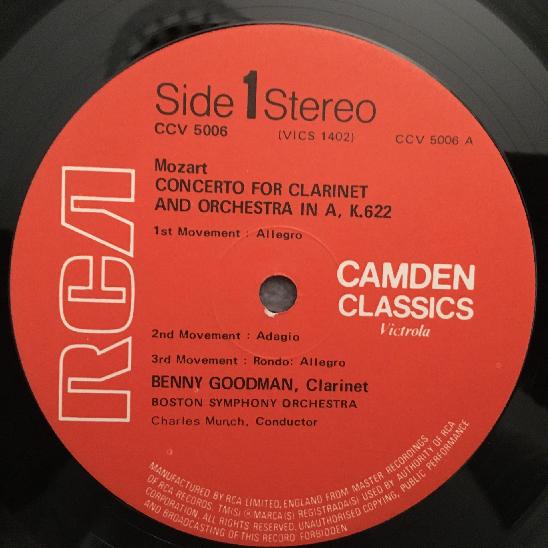 Side 1 Stereo
CCV 5006 (VICS 1402) CCV 5006 A
Mozart
CONCERTO FOR CLARINET
AND ORCHESTRA IN A, K.622
1st Movement : Allegro
RCA
CAMDEN
CLASSICS
Victrola
2nd Movement : Adagio
3rd Movement : Rondo: Allegro
BENNY GOODMAN, Clarinet
BOSTON SYMPHONY ORCHESTRA
Charles Munch, Conductor
MANUFACTURED BY RCA LIMITED, ENGLAND FROM MASTER RECORDINGS
OF RCA RECORDS. TM(S) ® MARCA(S) REGISTRADA(S) USED BY AUTHORITY OF RCA
CORPORATION. ALL RIGHTS RESERVED. UNAUTHORISED COPYING, PUBLIC PERFORMANCE
AND BROADCASTING OF THIS RECORD FORBIDDEN